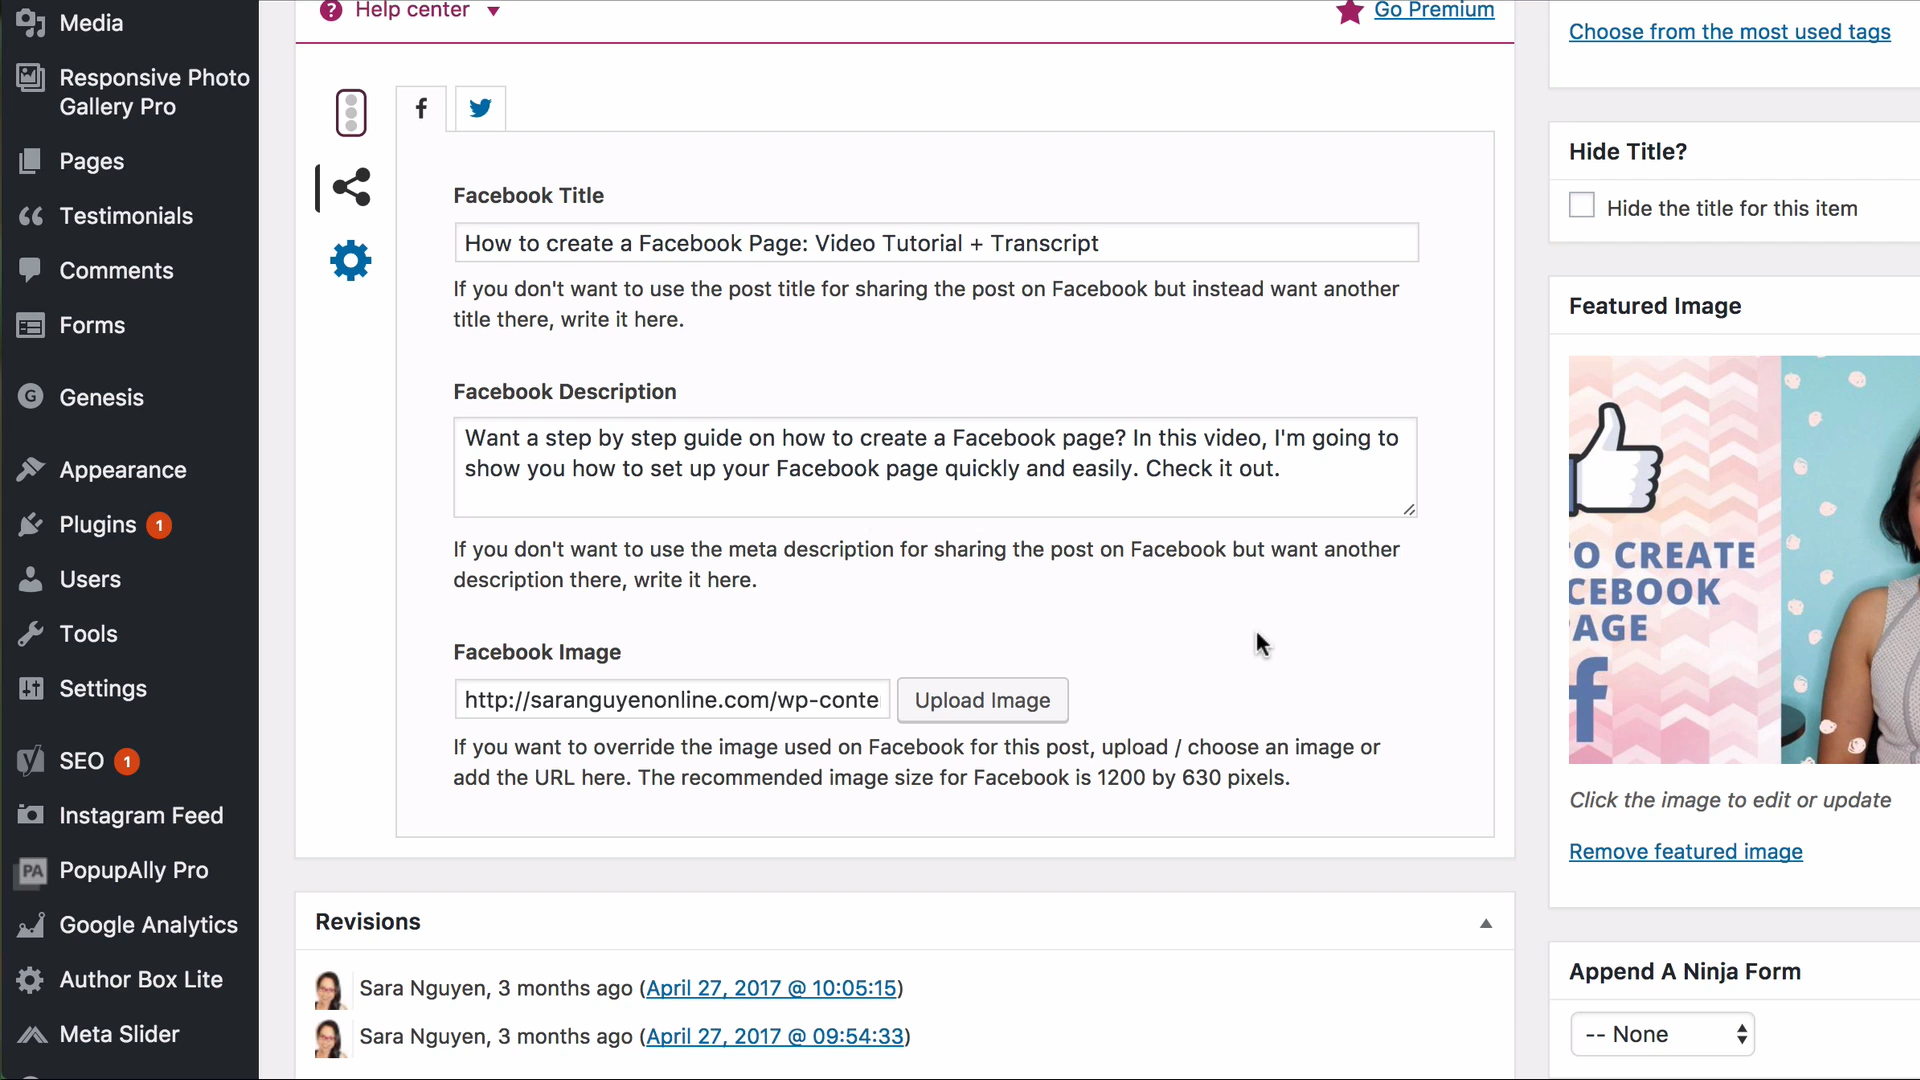 Media
Responsive Photo
Gallery Pro
Pages
Testimonials
Comments
Forms
Genesis
Appearance
Plugins 1
Users
Tools
Settings
SEO 1
Instagram Feed
PA PopupAlly Pro
Google Analytics
Author Box Lite
Meta Slider
? Help center
Go Premium
Facebook Title
How to create a Facebook Page: Video Tutorial + Transcript
If you don't want to use the post title for sharing the post on Facebook but instead want another
title there, write it here.
Facebook Description
Want a step by step guide on how to create a Facebook page? In this video, I'm going to
show you how to set up your Facebook page quickly and easily. Check it out.
If you don't want to use the meta description for sharing the post on Facebook but want another
description there, write it here.
Facebook Image
http://saranguyenonline.com/wp-conte
Upload Image
If you want to override the image used on Facebook for this post, upload / choose an image or
add the URL here. The recommended image size for Facebook is 1200 by 630 pixels.
Revisions
Sara Nguyen, 3 months ago (April 27, 2017 @ 10:05:15)
Sara Nguyen, 3 months ago (April 27, 2017 @ 09:54:33)
Choose from the most used tags
Hide Title?
Hide the title for this item
Featured Image
O CREATE
CEBOOK
AGE
Click the image to edit or update
Remove featured image
Append A Ninja Form
-- None